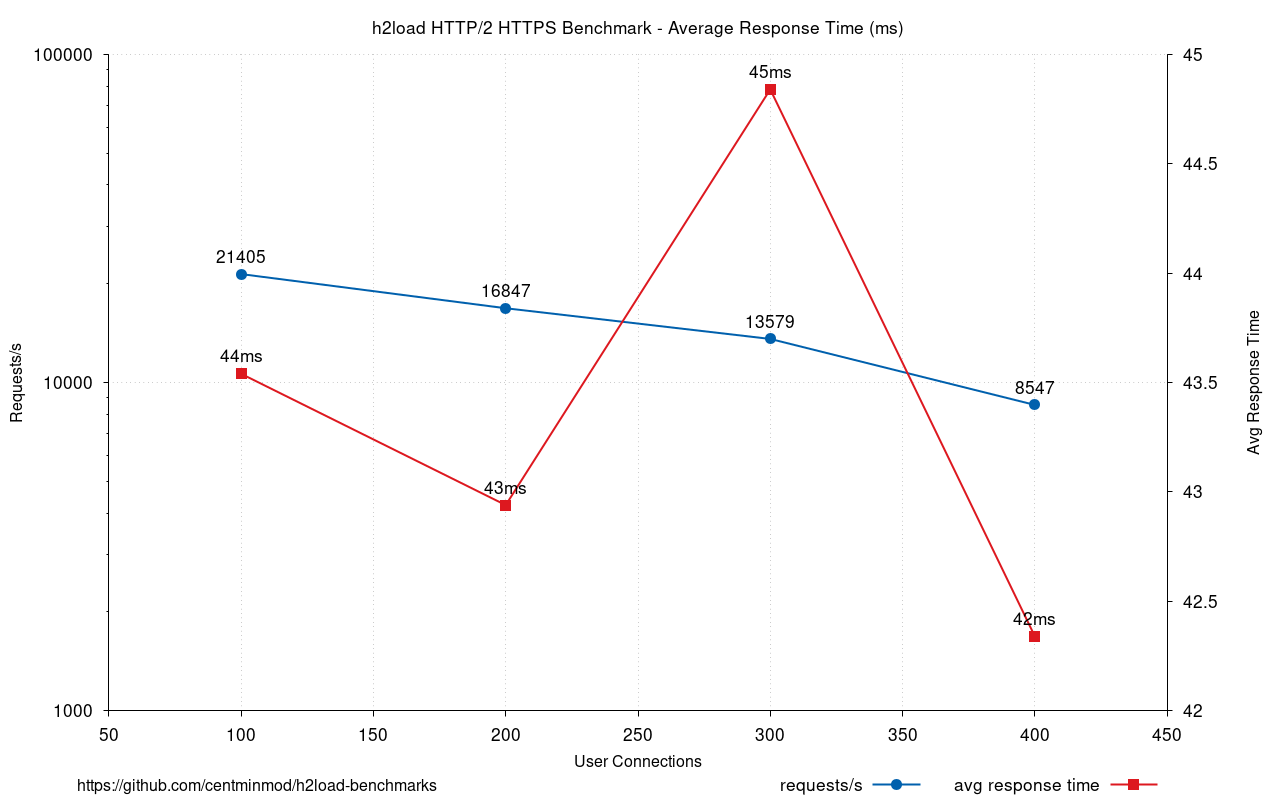 h2load HTTP/2 HTTPS Benchmark - Average Response Time (ms)
100000
10000
1000
Requests/s
45
44.5
44
43.5
43
42.5
42
Avg Response Time
45ms
21405
16847
13579
44ms
8547
43ms
42ms
50 100 150 200 250 300 350 400 450
User Connections
https://github.com/centminmod/h2load-benchmarks
requests/s
avg response time